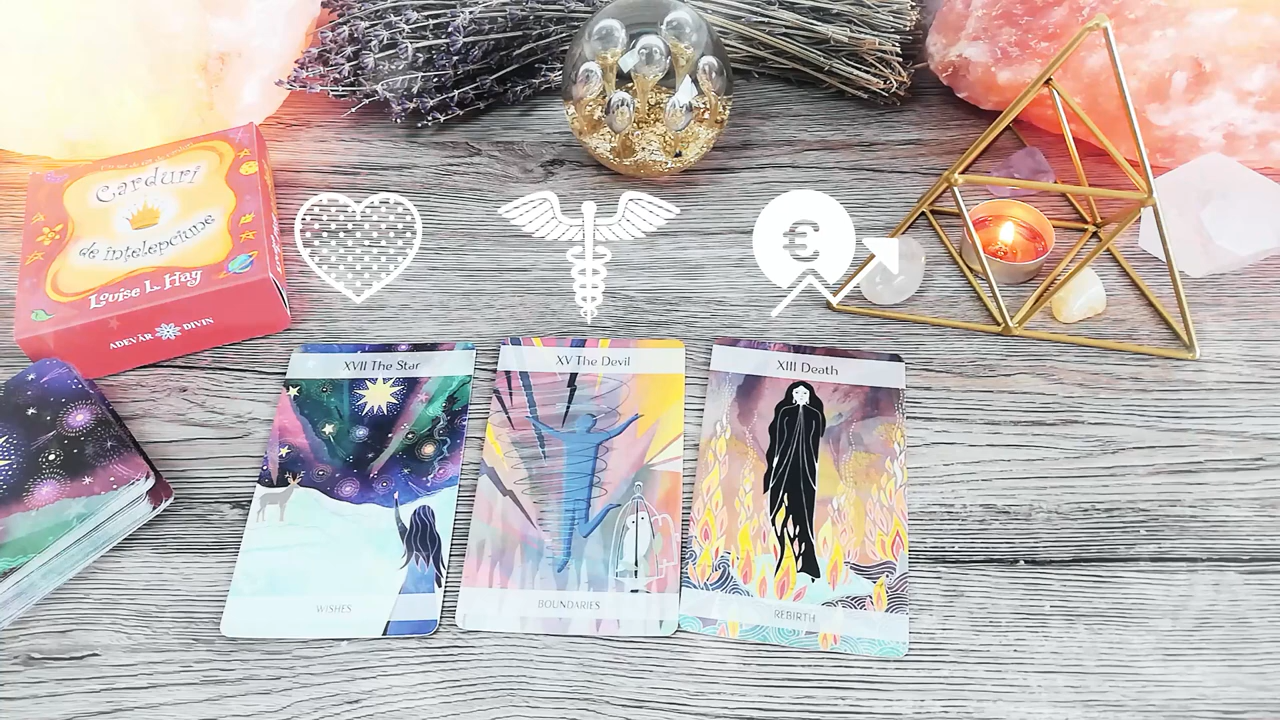 Carduri
de înțelepciune
Louise L. Hay
ADEVĂR DIVIN
€
XVII The Star
WISHES
XV The Devil
BOUNDARIES
XIII Death
REBIRTH